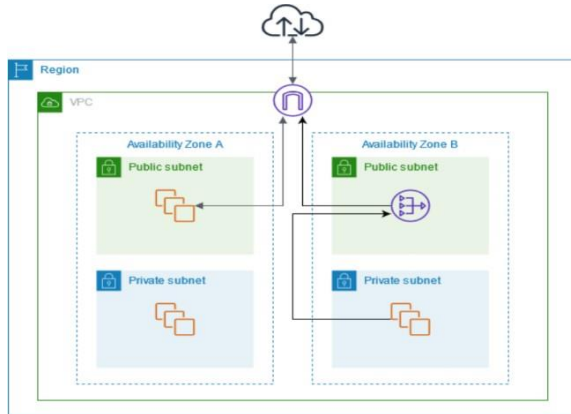 Region
VPC
Availability Zone A
Public subnet
Private subnet
Availability Zone B
Public subnet
Private subnet